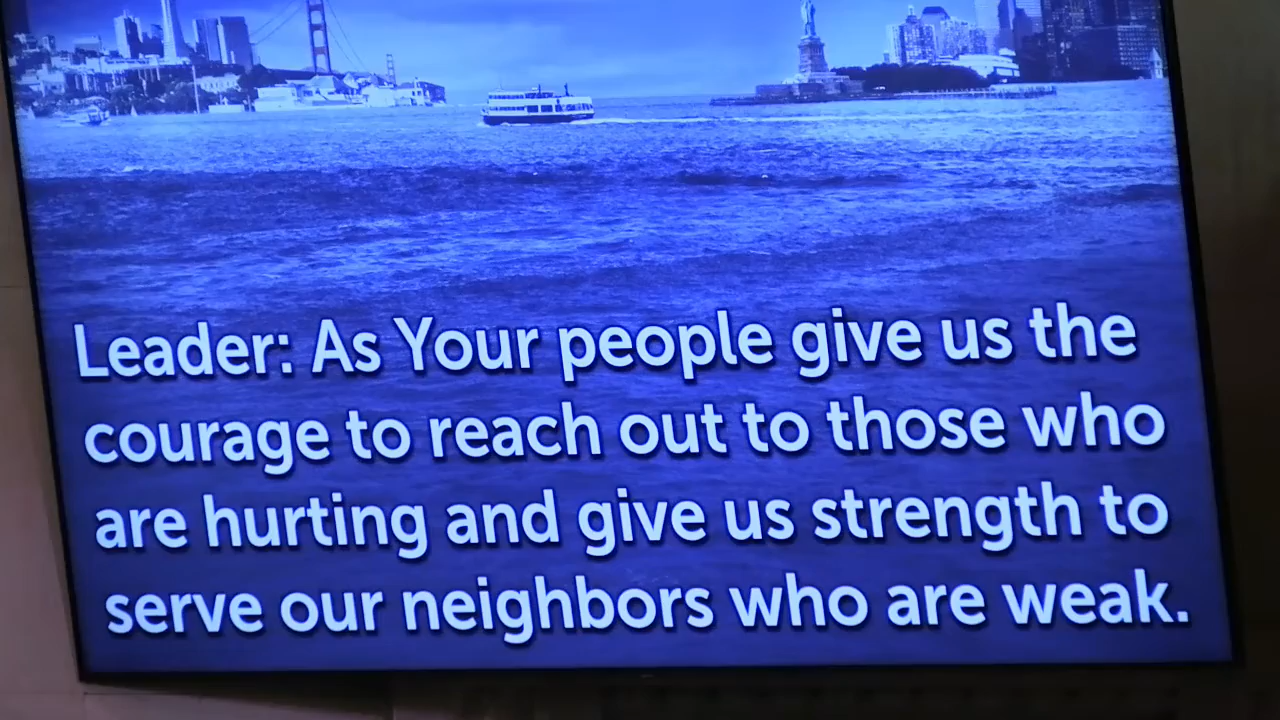 Leader: As Your people give us the
courage to reach out to those who
are hurting and give us strength to
serve our neighbors who are weak.